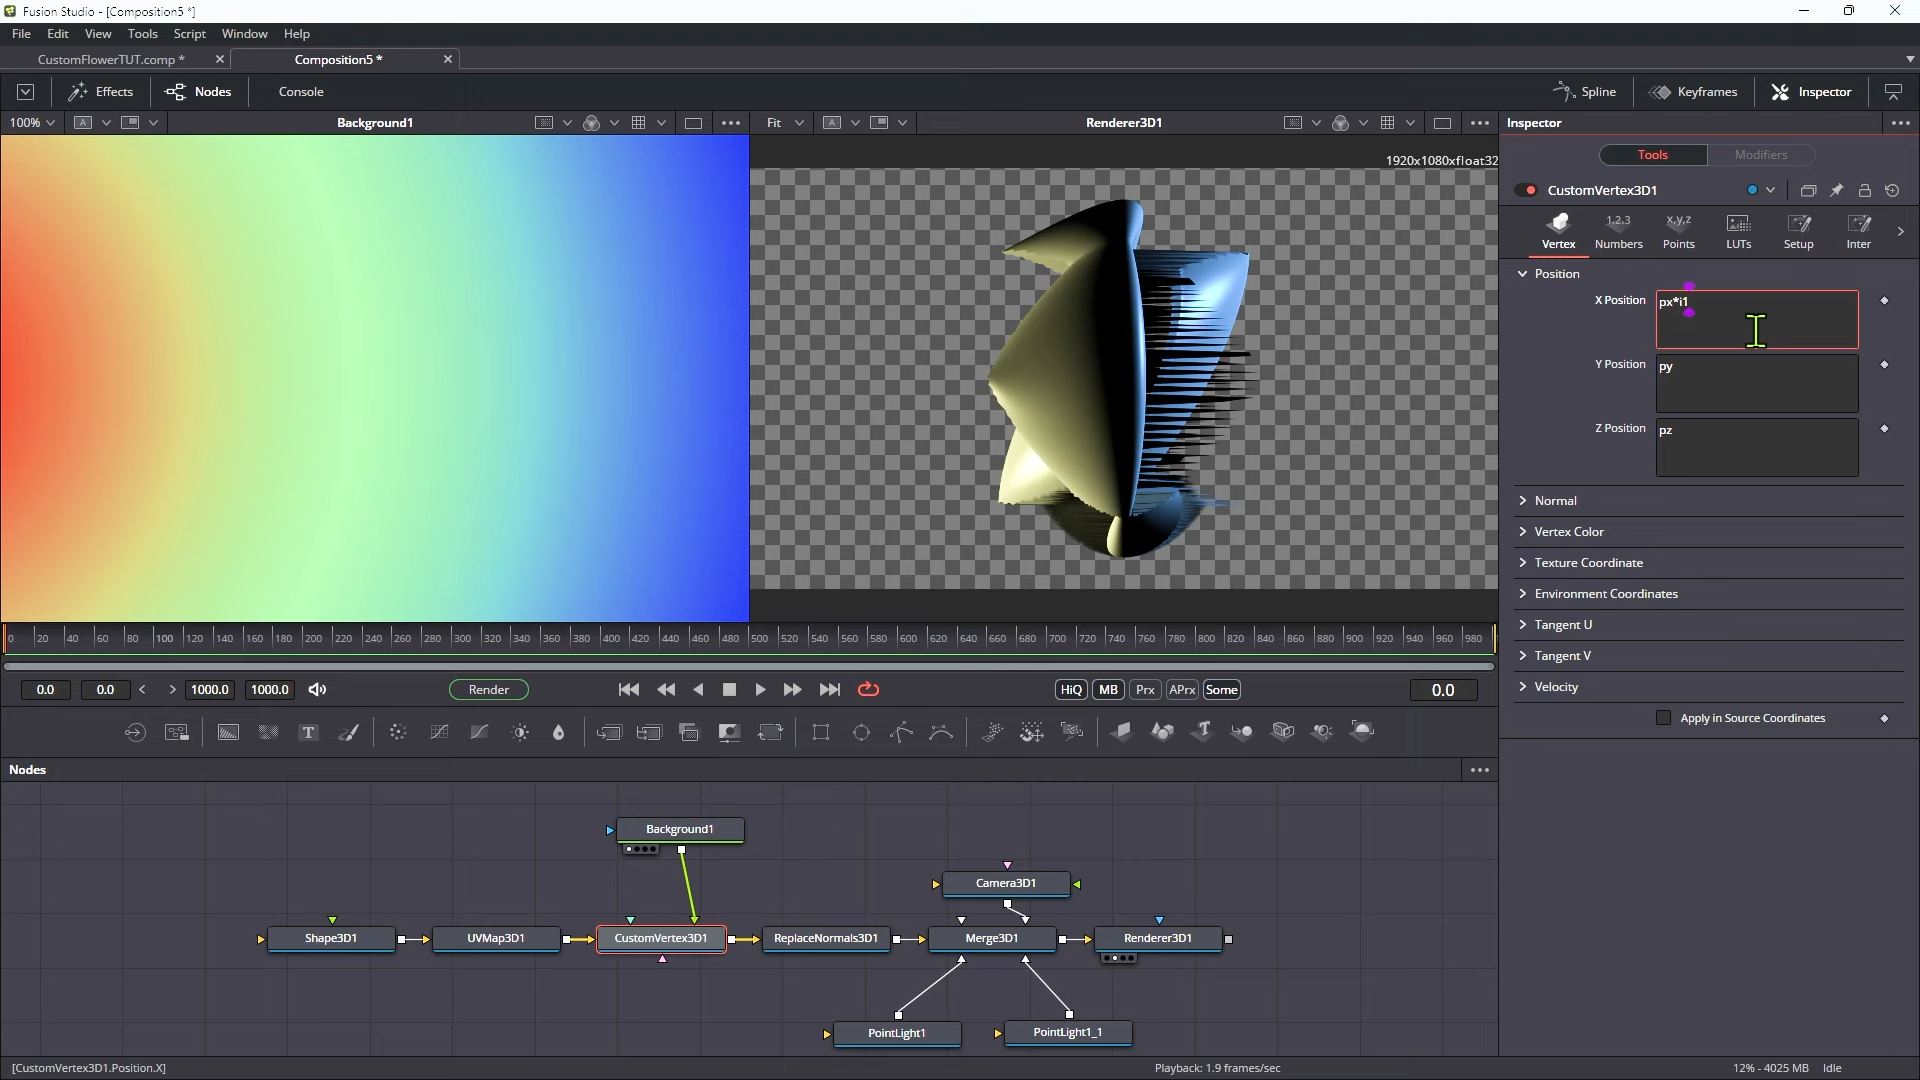 Fusion Studio - [Composition5 *]
File Edit View Tools Script Window Help
CustomFlowerTUT.comp * Composition5 *
Effects Nodes Console Spline Keyframes Inspector
100% A Background1 Fit A Renderer3D1 Inspector
1920x1080xfloat32
Tools Modifiers
CustomVertex3D1
1,2,3 x,y,z
Vertex Numbers Points LUTs Setup Inter
Position
X Position px*i1
Y Position py
Z Position pz
Normal
Vertex Color
Texture Coordinate
Environment Coordinates
Tangent U
Tangent V
Velocity
Apply in Source Coordinates
0 20 40 60 80 100 120 140 160 180 200 220 240 260 280 300 320 340 360 380 400 420 440 460 480 500 520 540 560 580 600 620 640 660 680 700 720 740 760 780 800 820 840 860 880 900 920 940 960 980
0.0 0.0 1000.0 1000.0 Render HiQ MB Prx APrx Some 0.0
T T
Nodes
Background1
Camera3D1
Shape3D1 UVMap3D1 CustomVertex3D1 ReplaceNormals3D1 Merge3D1 Renderer3D1
PointLight1 PointLight1_1
[CustomVertex3D1.Position.X] Playback: 1.9 frames/sec 12% - 4025 MB Idle